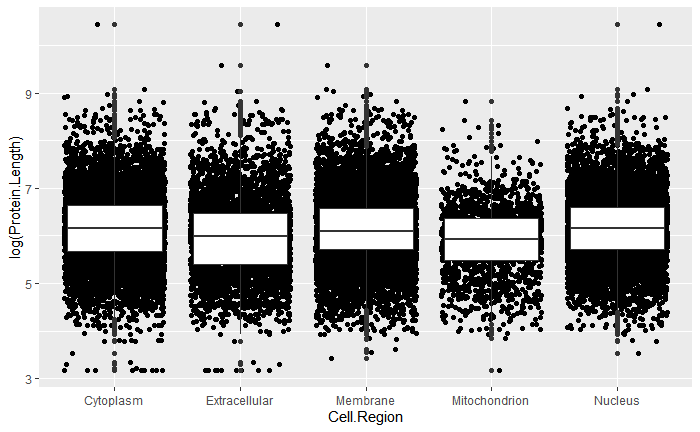 log(Protein.Length)
9
7
5
3
Cytoplasm Extracellular Membrane Mitochondrion Nucleus
Cell.Region